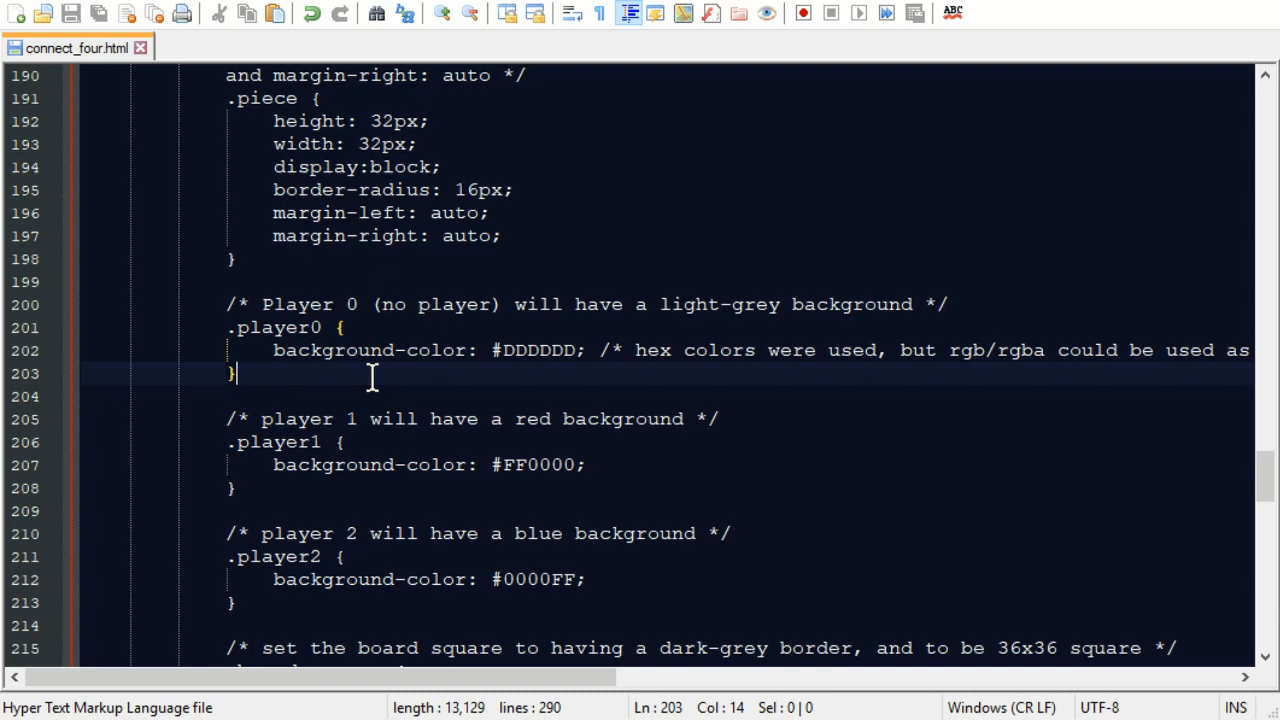 ABC
connect_four.html
190 and margin-right: auto */
191 .piece {
192 height: 32px;
193 width: 32px;
194 display:block;
195 border-radius: 16px;
196 margin-left: auto;
197 margin-right: auto;
198 }
199
200 /* Player 0 (no player) will have a light-grey background */
201 .player0 {
202 background-color: #DDDDDD; /* hex colors were used, but rgb/rgba could be used as
203 }
204
205 /* player 1 will have a red background */
206 .player1 {
207 background-color: #FF0000;
208 }
209
210 /* player 2 will have a blue background */
211 .player2 {
212 background-color: #0000FF;
213 }
214
215 /* set the board square to having a dark-grey border, and to be 36x36 square */
Hyper Text Markup Language file length : 13,129 lines : 290 Ln : 203 Col : 14 Sel : 0 | 0 Windows (CR LF) UTF-8 INS